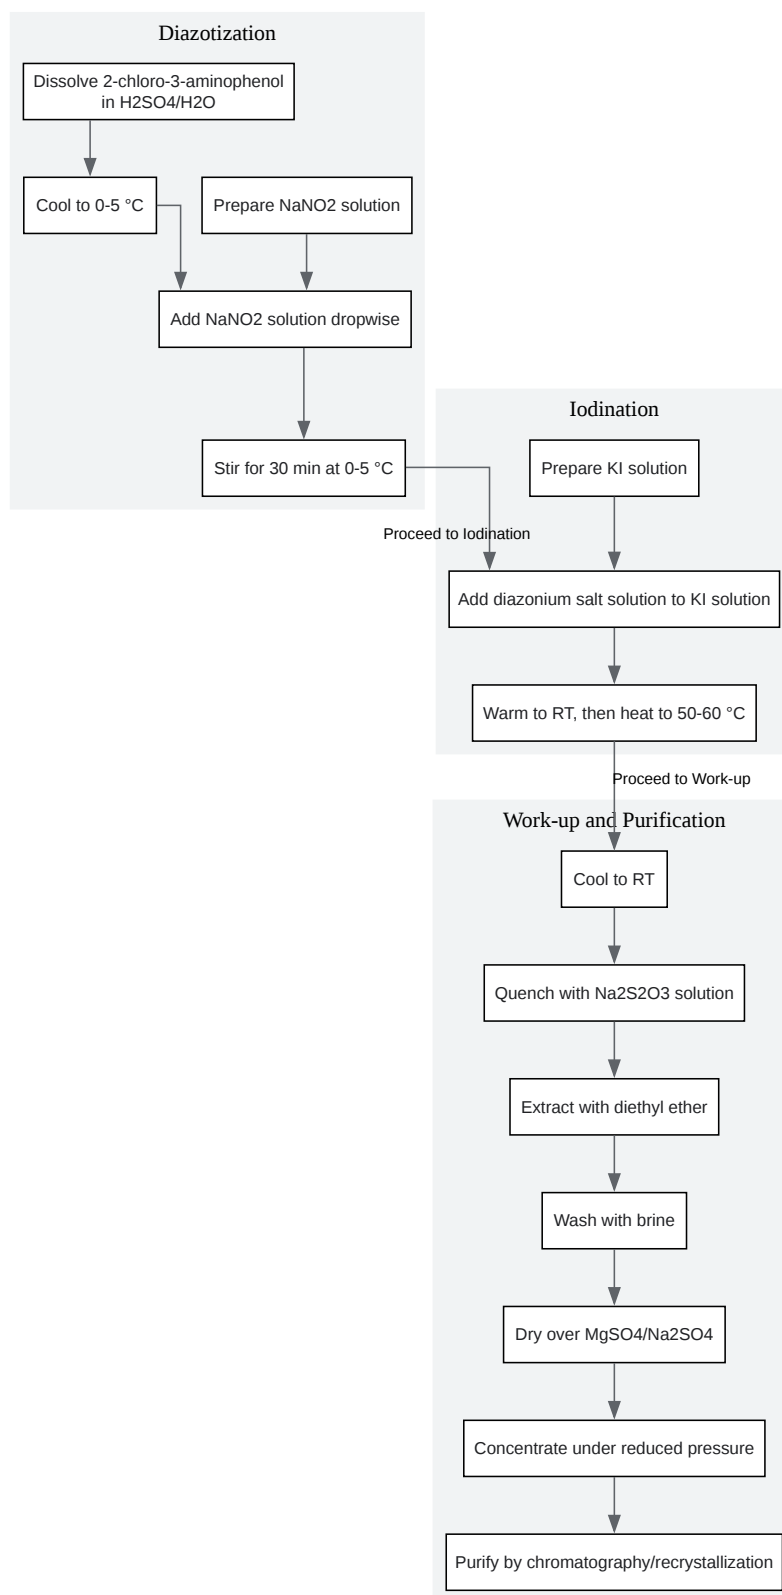 Diazotization
Dissolve 2-chloro-3-aminophenol
in H2SO4/H2O
Cool to 0-5 °C
Prepare NaNO2 solution
Add NaNO2 solution dropwise
Stir for 30 min at 0-5 °C
Proceed to Iodination
Iodination
Prepare KI solution
Add diazonium salt solution to KI solution
Warm to RT, then heat to 50-60 °C
Proceed to Work-up
Work-up and Purification
Cool to RT
Quench with Na2S2O3 solution
Extract with diethyl ether
Wash with brine
Dry over MgSO4/Na2SO4
Concentrate under reduced pressure
Purify by chromatography/recrystallization